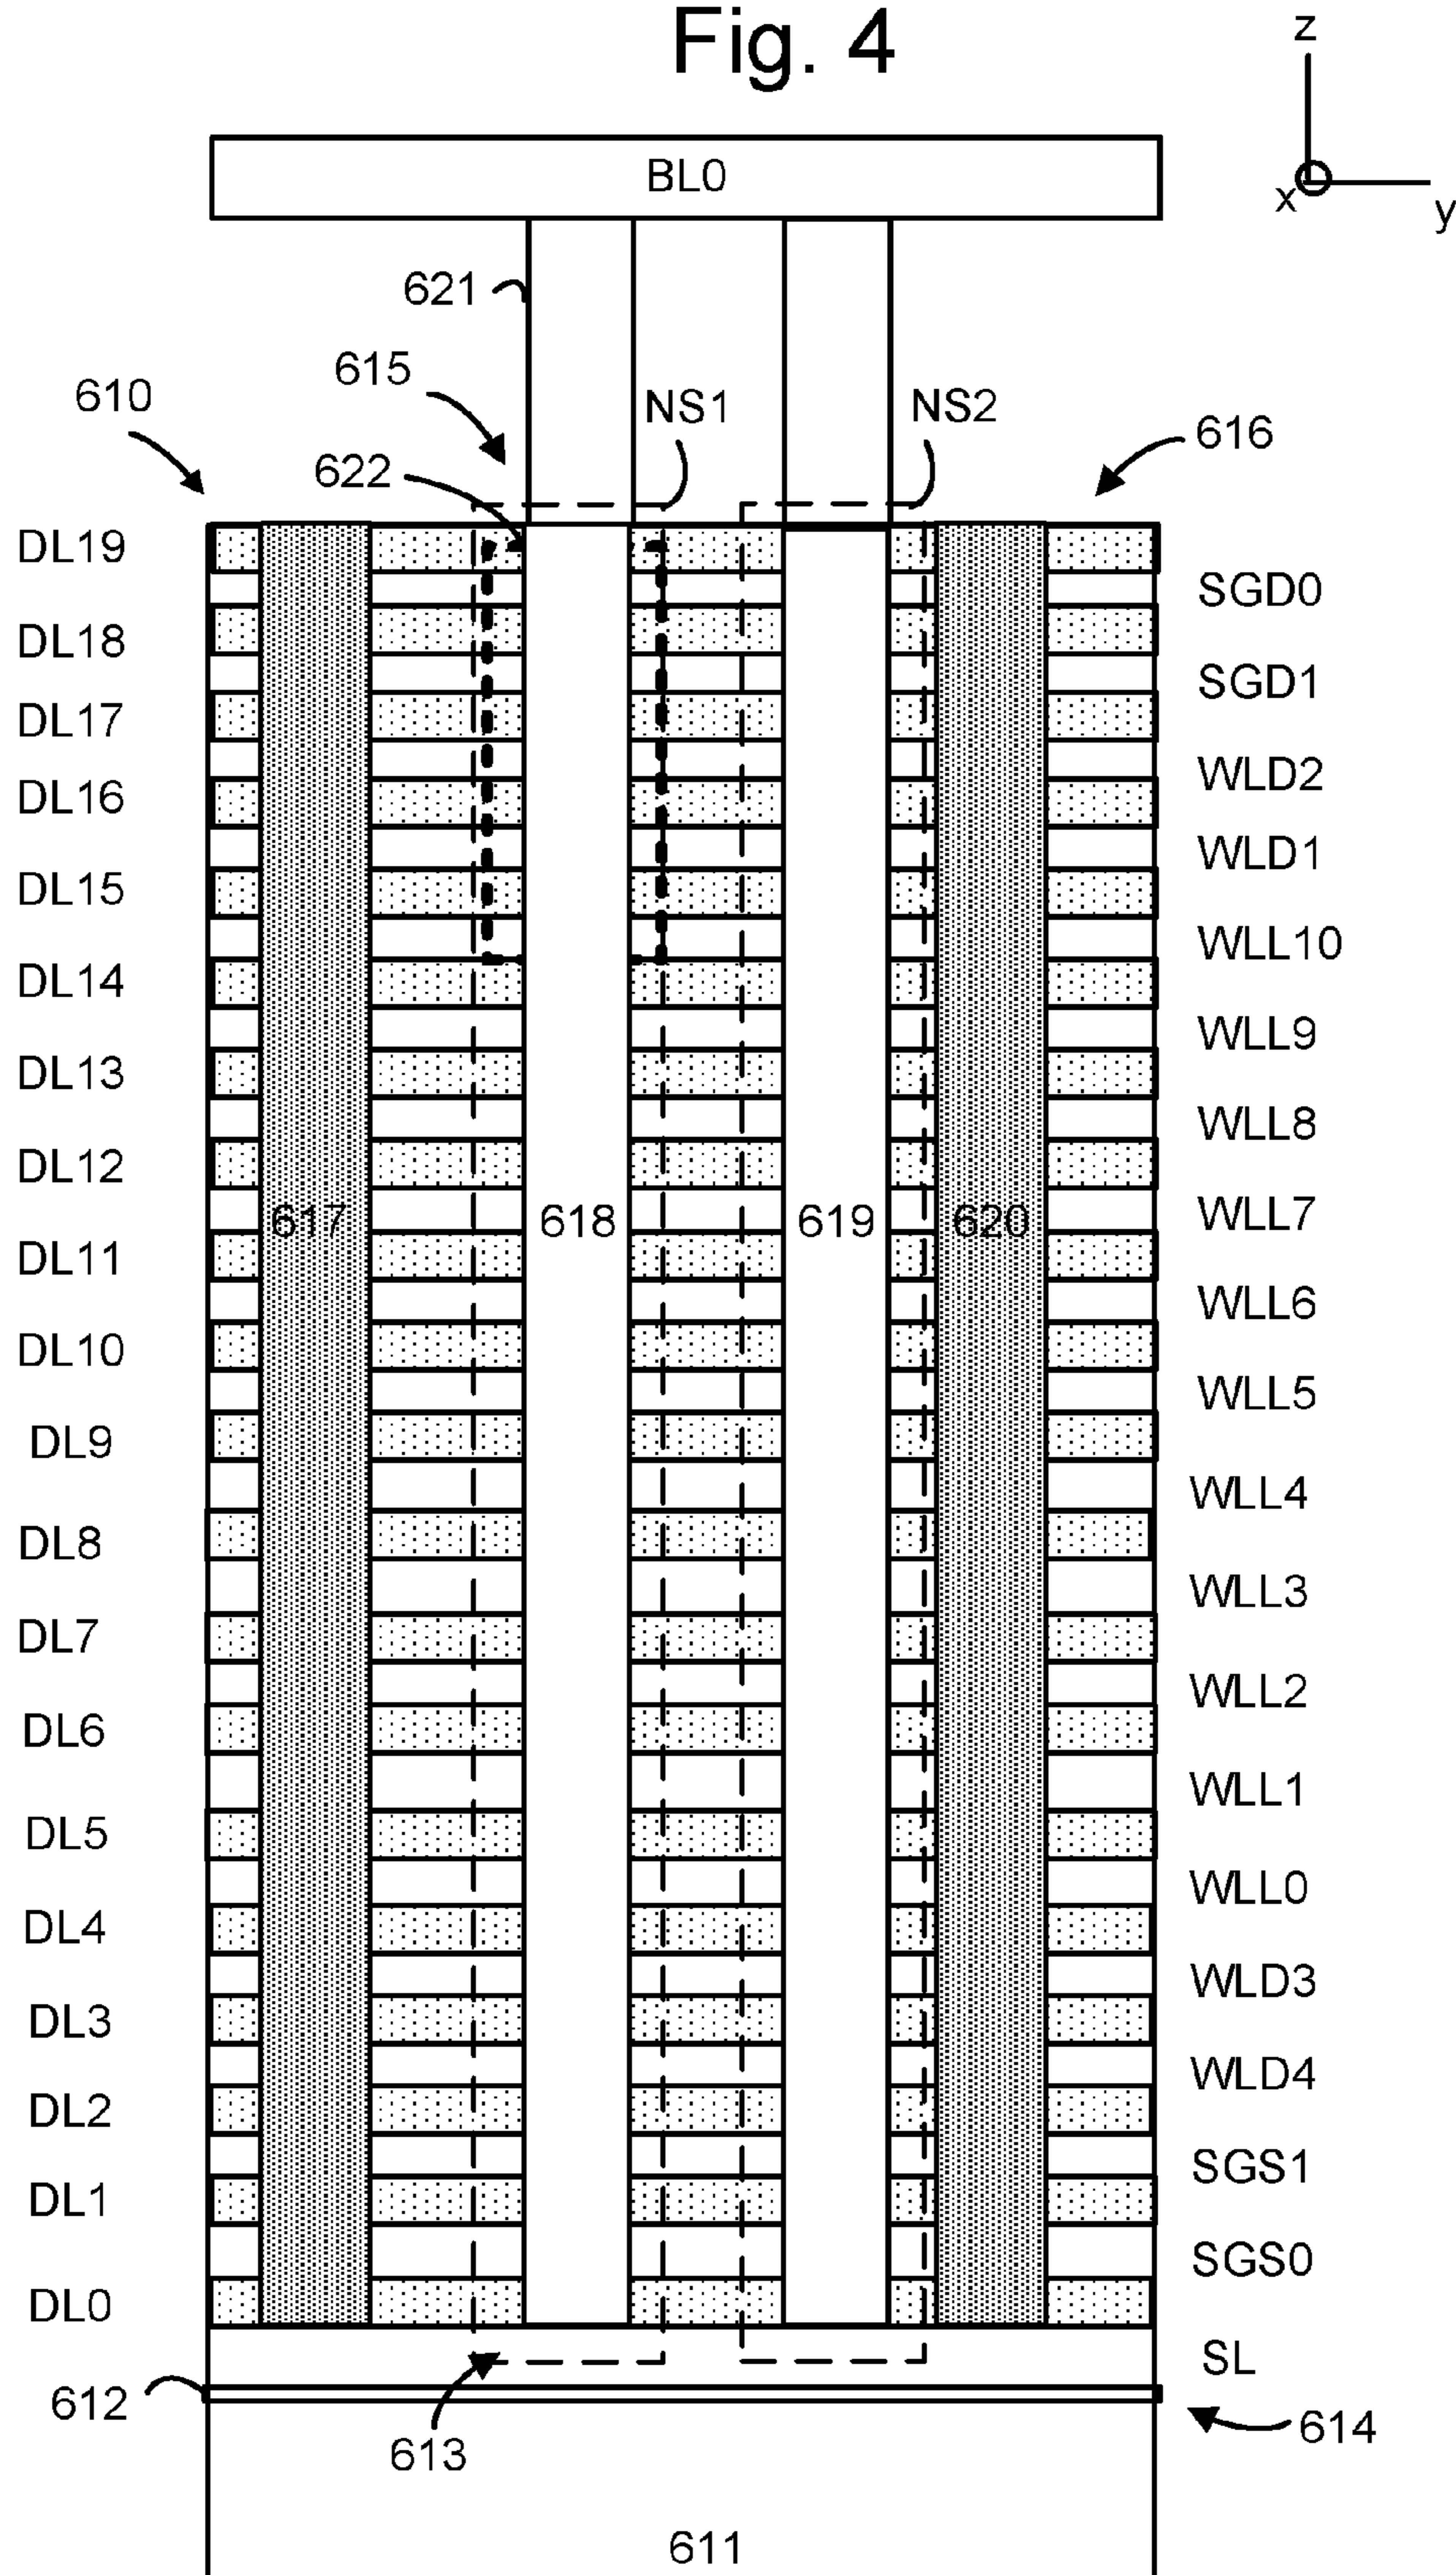 Fig. 4
z
x
y
BL0
621
615
NS1
NS2
610
616
622
DL19
SGD0
DL18
SGD1
DL17
WLD2
DL16
WLD1
DL15
WLL10
DL14
WLL9
DL13
WLL8
DL12
WLL7
617
618
619
620
DL11
WLL6
DL10
WLL5
DL9
WLL4
DL8
WLL3
DL7
WLL2
DL6
WLL1
DL5
WLL0
DL4
WLD3
DL3
WLD4
DL2
SGS1
DL1
SGS0
DL0
SL
612
614
613
611